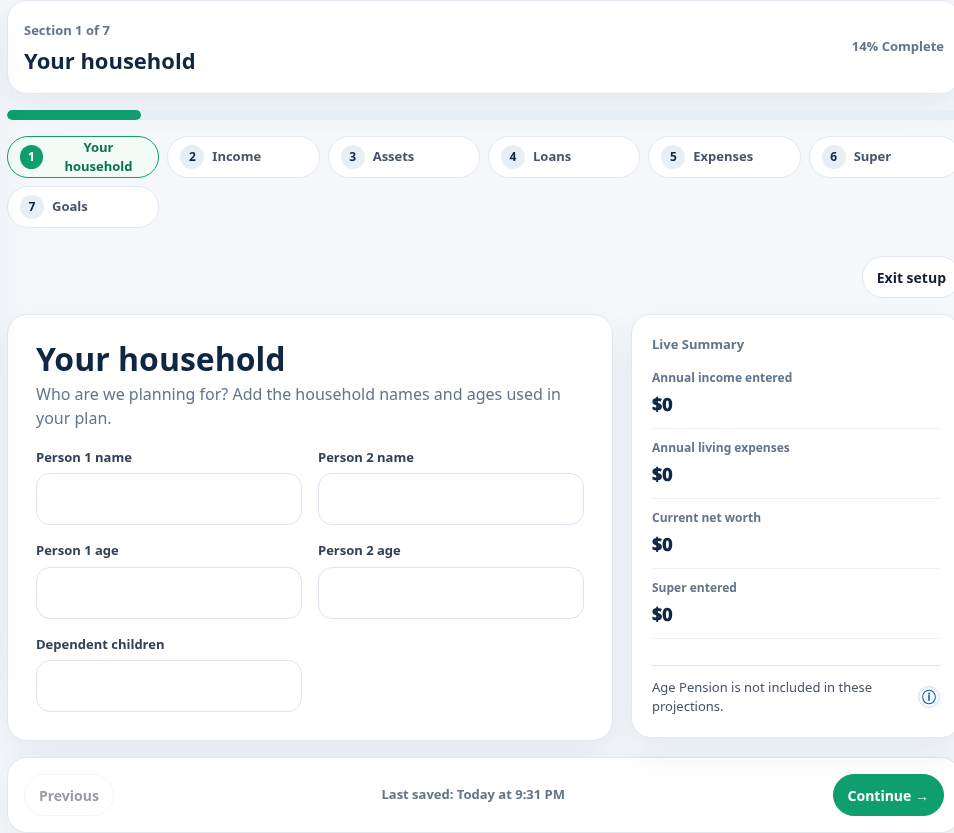 Section 1 of 7
Your household
14% Complete
1 Your household
2 Income
3 Assets
4 Loans
5 Expenses
6 Super
7 Goals
Exit setup
Your household
Who are we planning for? Add the household names and ages used in
your plan.
Person 1 name
Person 2 name
Person 1 age
Person 2 age
Dependent children
Live Summary
Annual income entered
$0
Annual living expenses
$0
Current net worth
$0
Super entered
$0
Age Pension is not included in these
projections.
Previous
Last saved: Today at 9:31 PM
Continue →